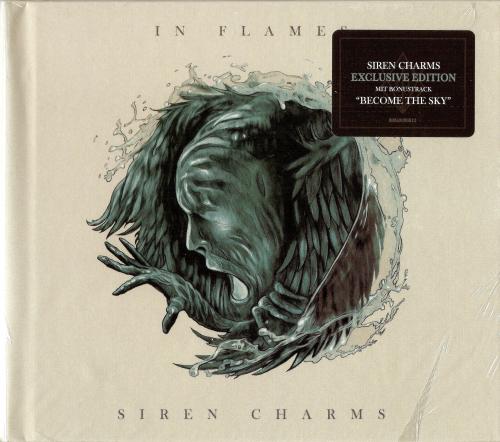 IN FLAMES
SIREN CHARMS
EXCLUSIVE EDITION
MIT BONUSTRACK
"BECOME THE SKY"
SIREN CHARMS